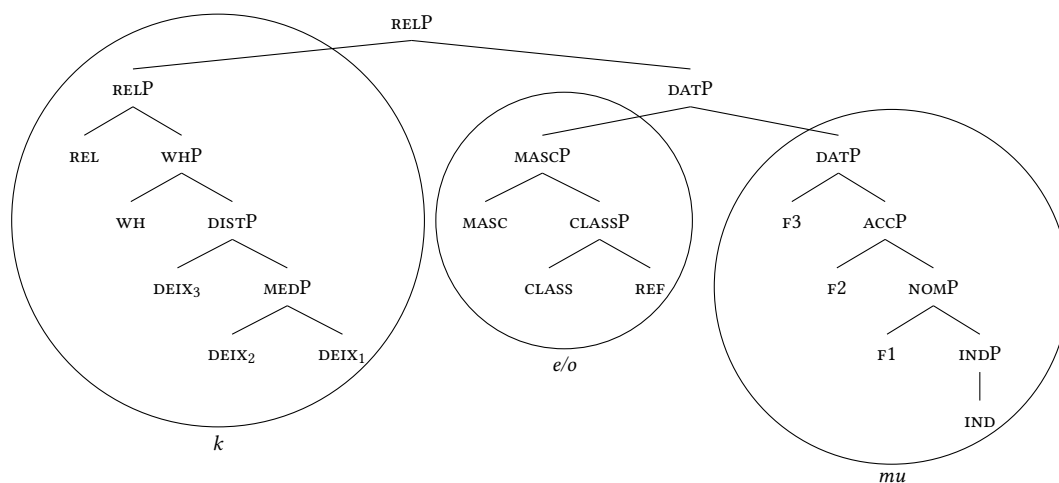 RELP
RELP DATP
REL WHP MASCP DATP
WH DISTP MASC CLASSP F3 ACCP
DEIX₃ MEDP CLASS REF F2 NOMP
DEIX₂ DEIX₁ F1 INDP
e/o
IND
k
mu